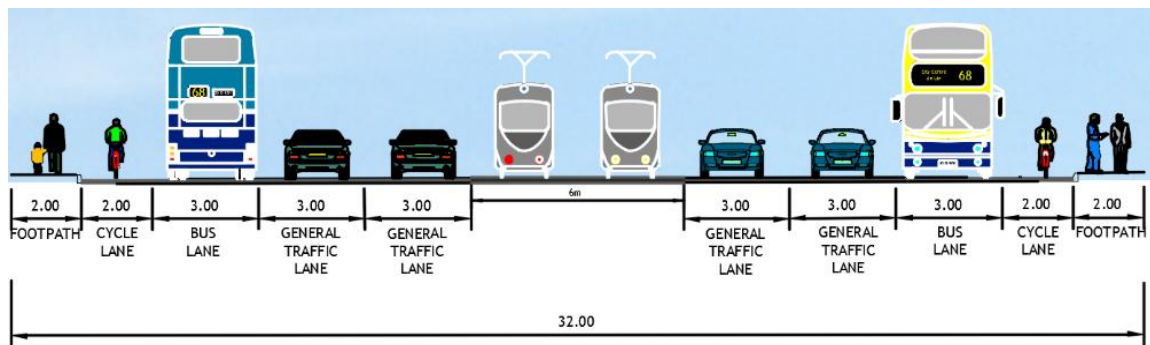 68
68
6m
2.00 2.00 3.00 3.00 3.00 3.00 3.00 3.00 2.00 2.00
FOOTPATH CYCLE LANE BUS LANE GENERAL TRAFFIC LANE GENERAL TRAFFIC LANE GENERAL TRAFFIC LANE GENERAL TRAFFIC LANE BUS LANE CYCLE LANE FOOTPATH
32.00